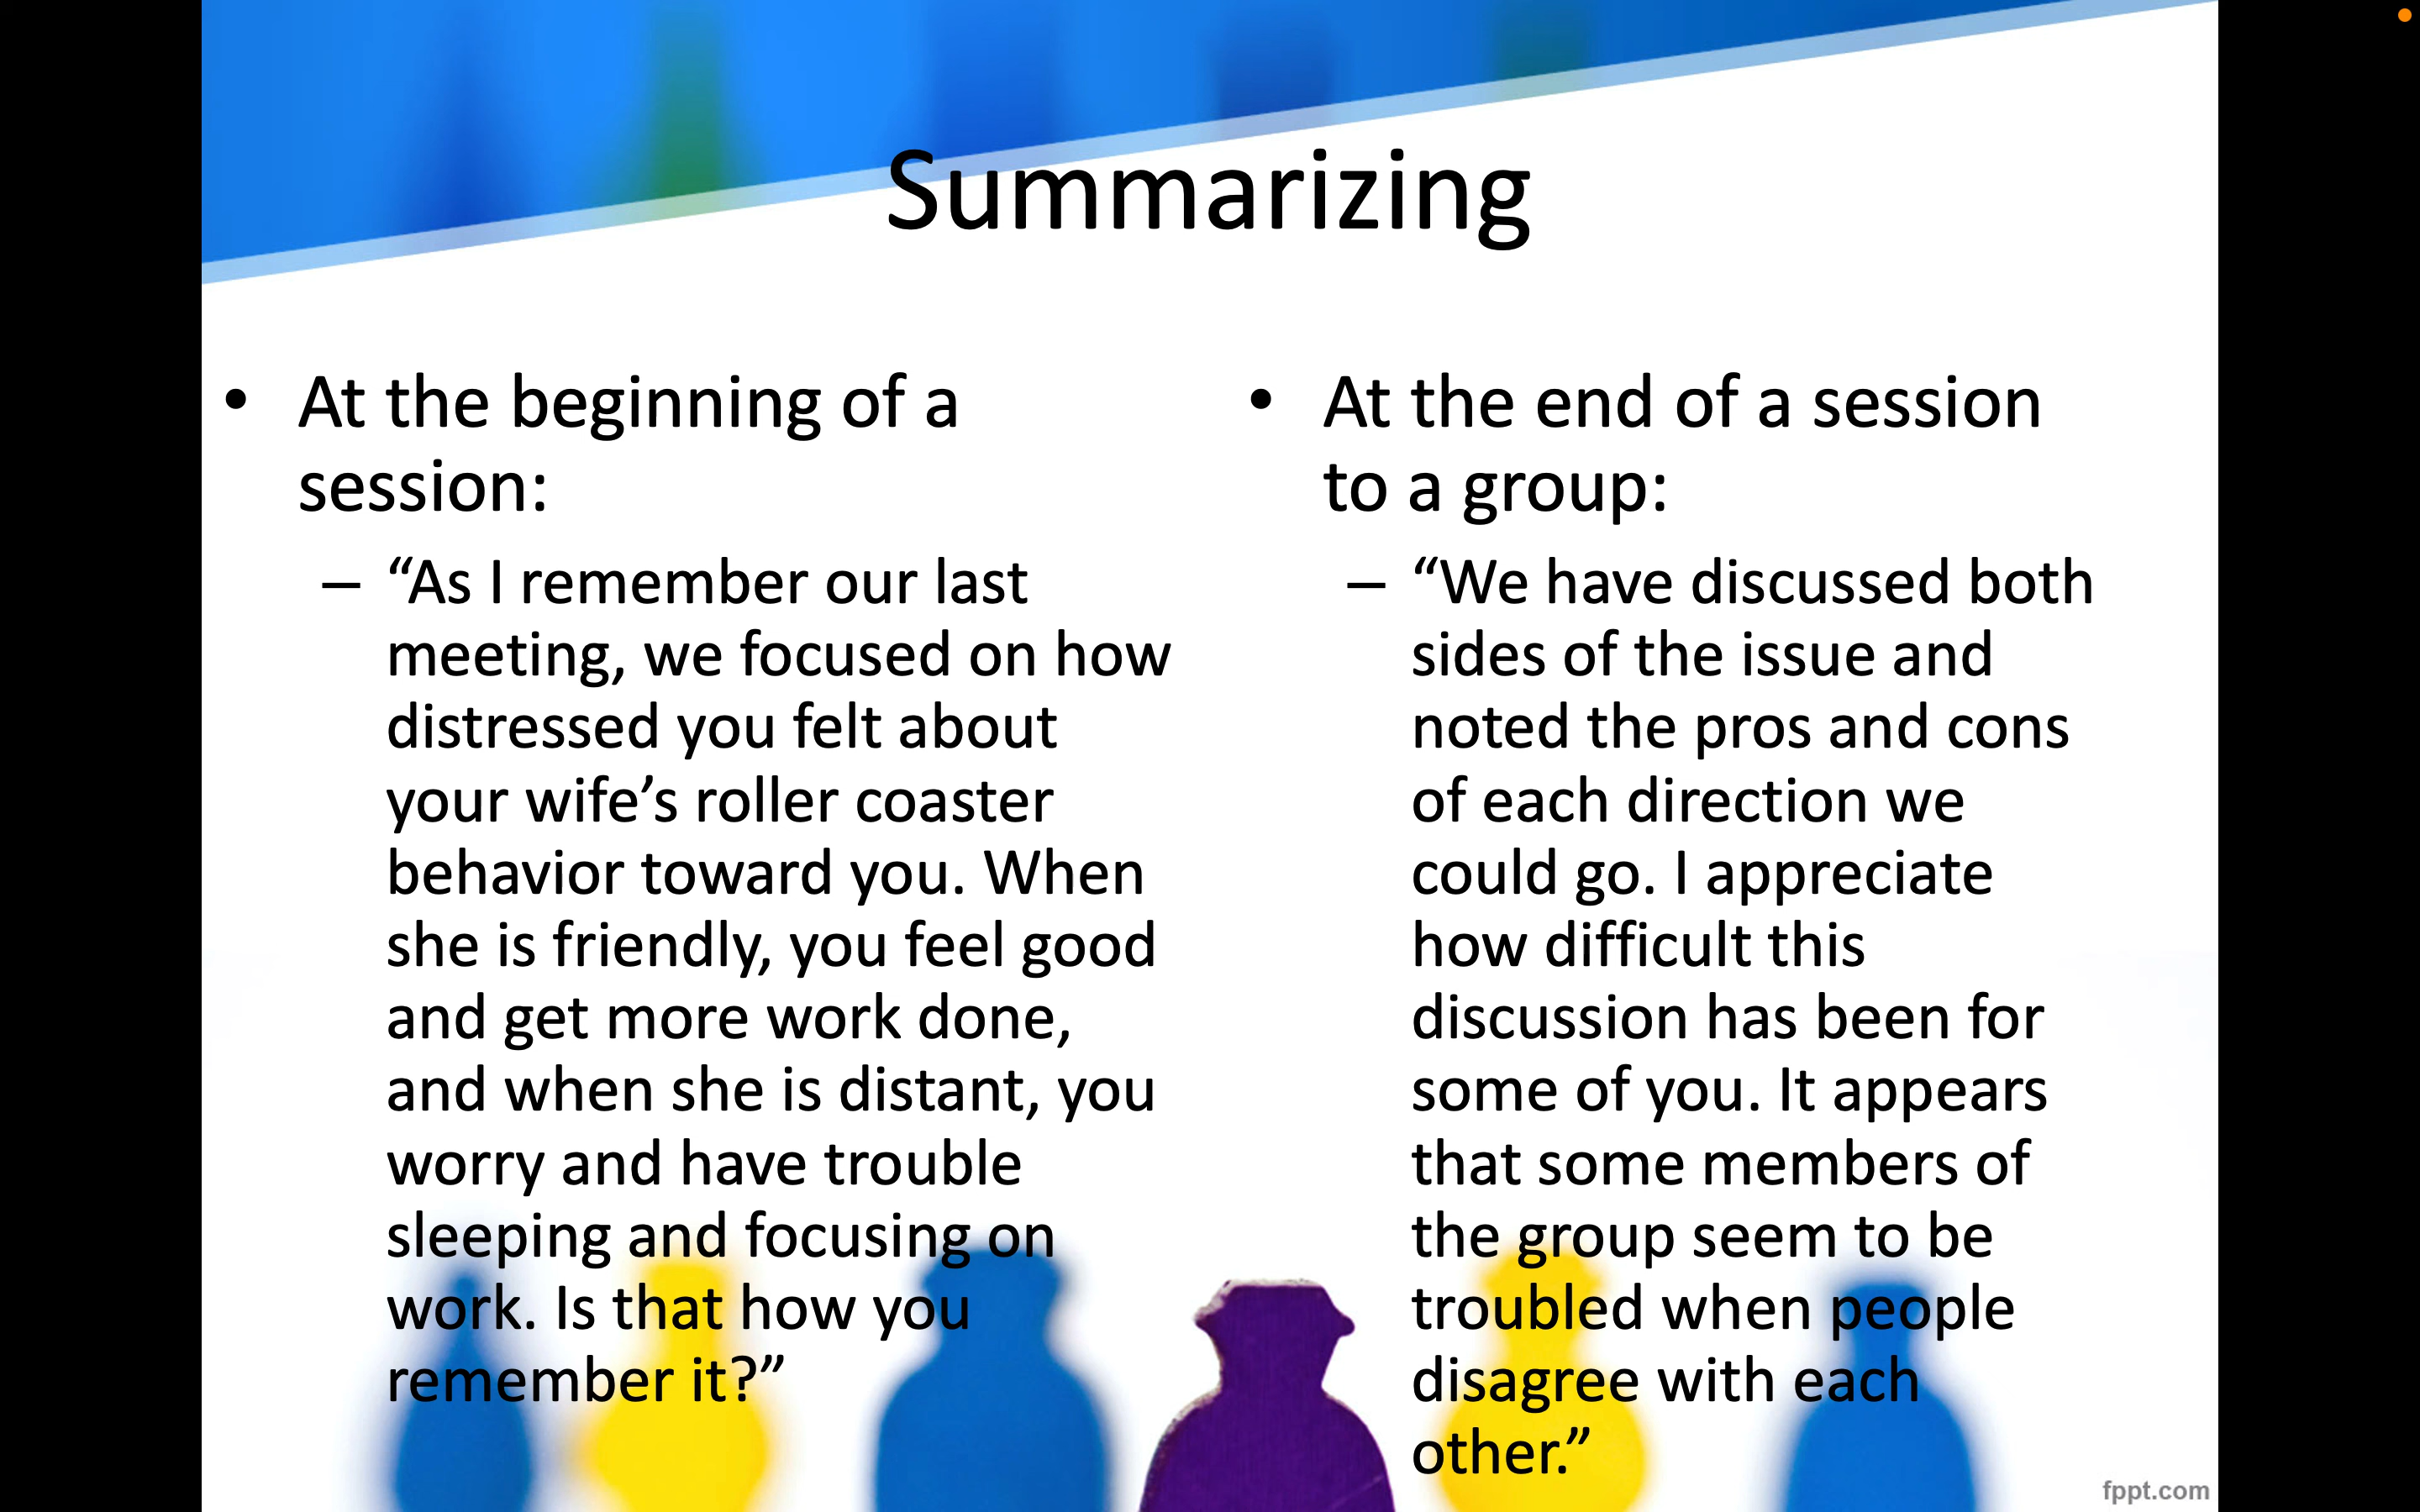 Summarizing
• At the beginning of a
session:
– “As I remember our last
meeting, we focused on how
distressed you felt about
your wife’s roller coaster
behavior toward you. When
she is friendly, you feel good
and get more work done,
and when she is distant, you
worry and have trouble
sleeping and focusing on
work. Is that how you
remember it?”
• At the end of a session
to a group:
– “We have discussed both
sides of the issue and
noted the pros and cons
of each direction we
could go. I appreciate
how difficult this
discussion has been for
some of you. It appears
that some members of
the group seem to be
troubled when people
disagree with each
other.”
fppt.com